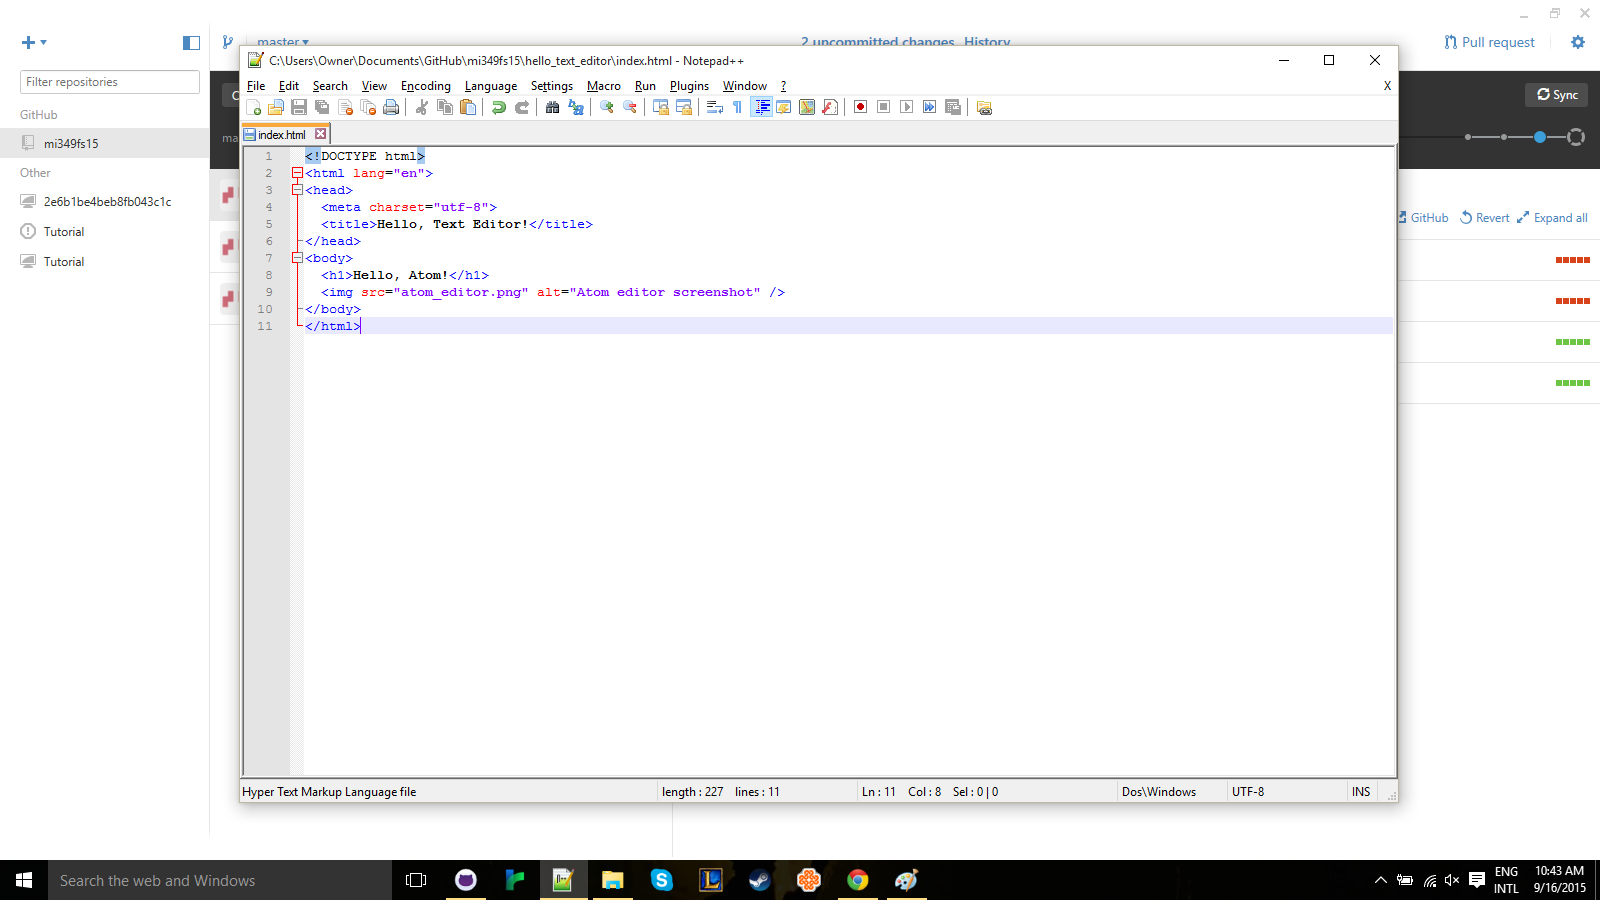 master
2 uncommitted changes
History
Pull request
Filter repositories
GitHub
mi349fs15
Other
2e6b1be4beb8fb043c1c
Tutorial
Tutorial
Sync
GitHub
Revert
Expand all
C:\Users\Owner\Documents\GitHub\mi349fs15\hello_text_editor\index.html - Notepad++
File Edit Search View Encoding Language Settings Macro Run Plugins Window ?
X
index.html
1 <!DOCTYPE html>
2 <html lang="en">
3 <head>
4 <meta charset="utf-8">
5 <title>Hello, Text Editor!</title>
6 </head>
7 <body>
8 <h1>Hello, Atom!</h1>
9 <img src="atom_editor.png" alt="Atom editor screenshot" />
10 </body>
11 </html>
Hyper Text Markup Language file
length : 227 lines : 11
Ln : 11 Col : 8 Sel : 0 | 0
Dos\Windows
UTF-8
INS
Search the web and Windows
ENG
INTL
10:43 AM
9/16/2015